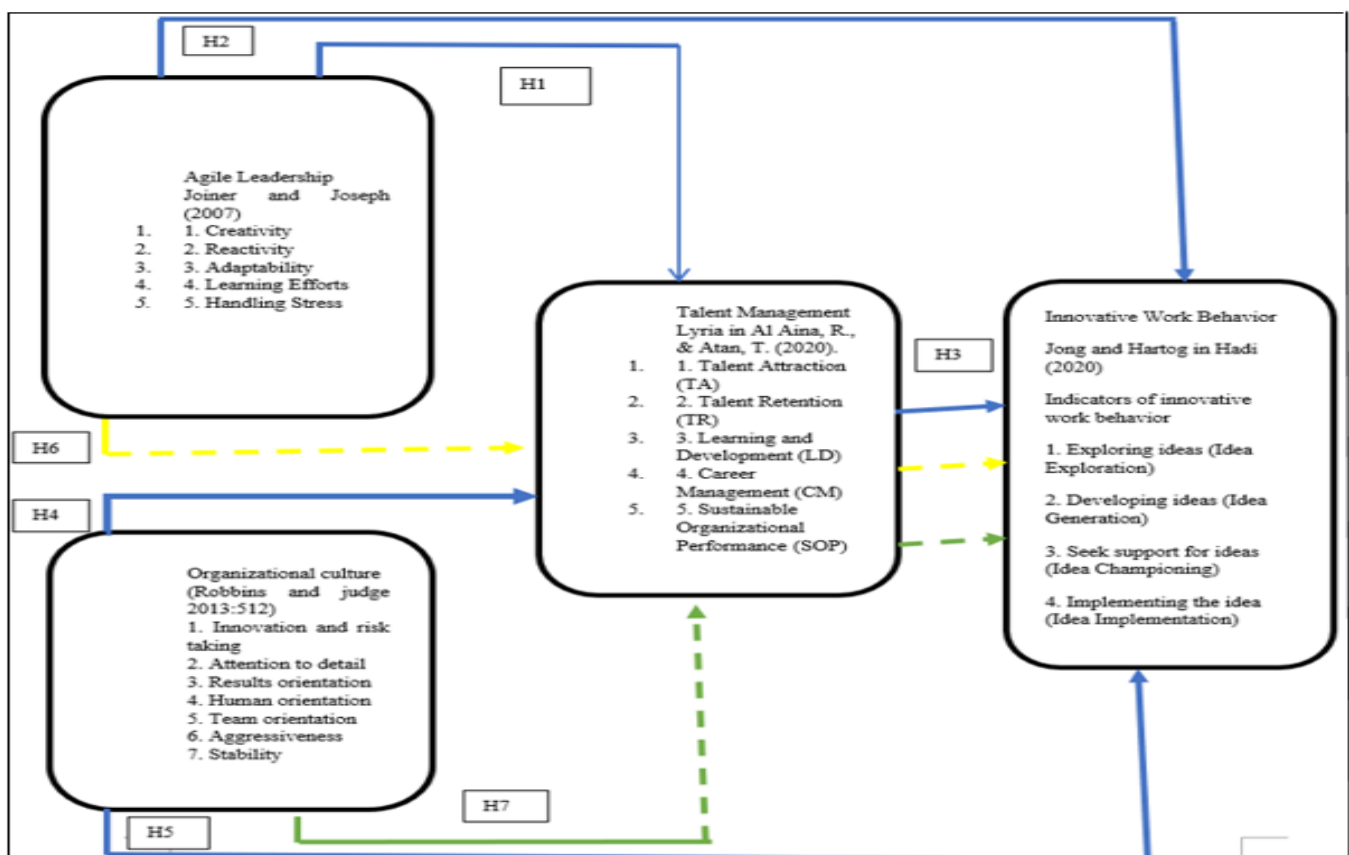 H2
H1
Agile Leadership
Joiner and Joseph
(2007)
1. 1. Creativity
2. 2. Reactivity
3. 3. Adaptability
4. 4. Learning Efforts
5. 5. Handling Stress
H6
H4
Organizational culture
(Robbins and judge
2013:512)
1. Innovation and risk
taking
2. Attention to detail
3. Results orientation
4. Human orientation
5. Team orientation
6. Aggressiveness
7. Stability
H5
H7
Talent Management
Lyria in Al Aina, R.,
& Atan, T. (2020).
1. 1. Talent Attraction
(TA)
2. 2. Talent Retention
(TR)
3. 3. Learning and
Development (LD)
4. 4. Career
Management (CM)
5. 5. Sustainable
Organizational
Performance (SOP)
H3
Innovative Work Behavior
Jong and Hartog in Hadi
(2020)
Indicators of innovative
work behavior
1. Exploring ideas (Idea
Exploration)
2. Developing ideas (Idea
Generation)
3. Seek support for ideas
(Idea Championing)
4. Implementing the idea
(Idea Implementation)